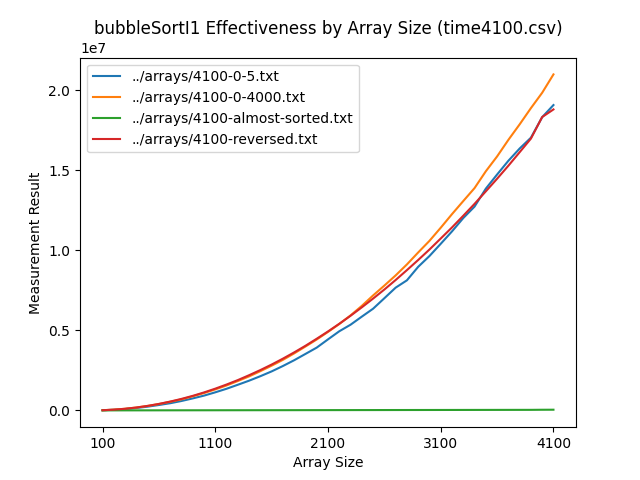 bubbleSortI1 Effectiveness by Array Size (time4100.csv)
1e7
../arrays/4100-0-5.txt
../arrays/4100-0-4000.txt
../arrays/4100-almost-sorted.txt
../arrays/4100-reversed.txt
2.0
1.5
1.0
0.5
0.0
Measurement Result
100 1100 2100 3100 4100
Array Size